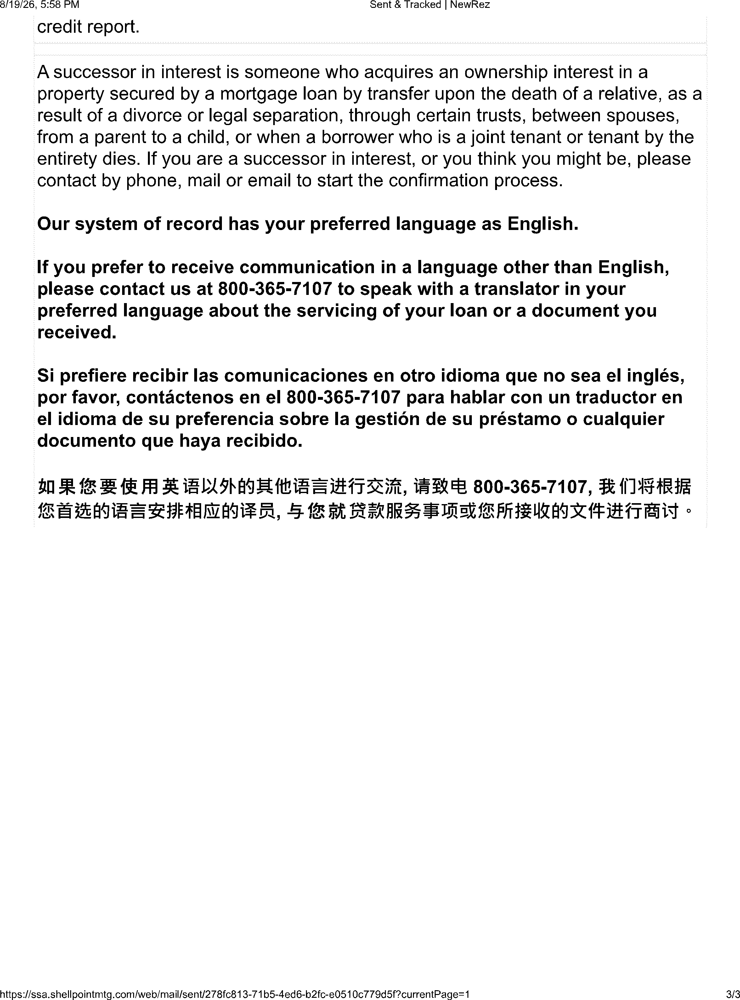 8/19/26, 5:58 PM
Sent & Tracked | NewRez
credit report.
A successor in interest is someone who acquires an ownership interest in a
property secured by a mortgage loan by transfer upon the death of a relative, as a
result of a divorce or legal separation, through certain trusts, between spouses,
from a parent to a child, or when a borrower who is a joint tenant or tenant by the
entirety dies. If you are a successor in interest, or you think you might be, please
contact by phone, mail or email to start the confirmation process.
Our system of record has your preferred language as English.
If you prefer to receive communication in a language other than English,
please contact us at 800-365-7107 to speak with a translator in your
preferred language about the servicing of your loan or a document you
received.
Si prefiere recibir las comunicaciones en otro idioma que no sea el inglés,
por favor, contáctenos en el 800-365-7107 para hablar con un traductor en
el idioma de su preferencia sobre la gestión de su préstamo o cualquier
documento que haya recibido.
如果您要使用英语以外的其他语言进行交流, 请致电 800-365-7107, 我们将根据
您首选的语言安排相应的译员, 与您就贷款服务事项或您所接收的文件进行商讨。
https://ssa.shellpointmtg.com/web/mail/sent/278fc813-71b5-4ed6-b2fc-e0510c779d5f?currentPage=1
3/3